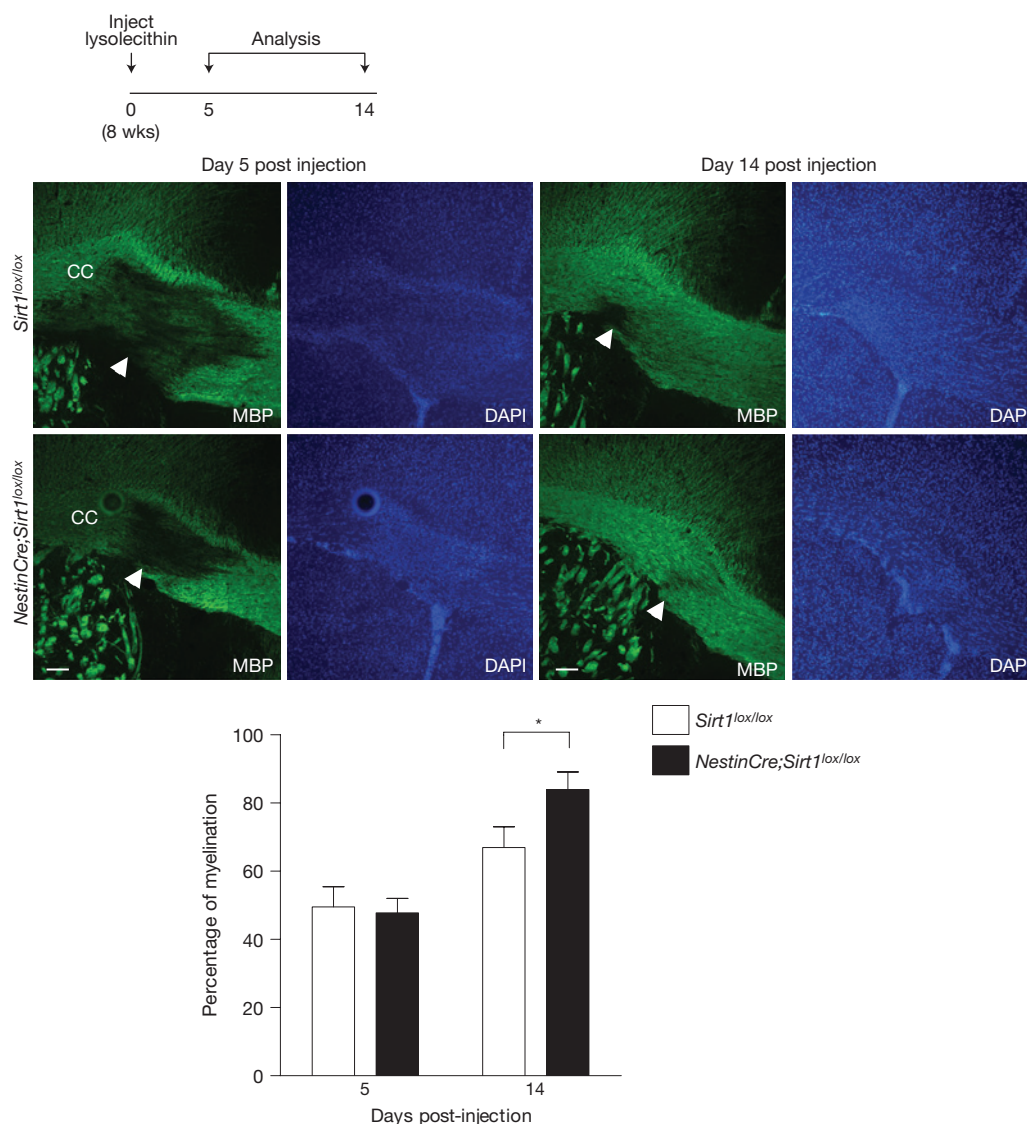 Inject
lysolecithin
Analysis
0
5
14
(8 wks)
Day 5 post injection
Day 14 post injection
Sirt1lox/lox
CC
MBP
DAPI
MBP
DAP
NestinCre;Sirt1lox/lox
CC
MBP
DAPI
MBP
DAP
Sirt1lox/lox
NestinCre;Sirt1lox/lox
*
Percentage of myelination
100
80
60
40
20
0
5
14
Days post-injection